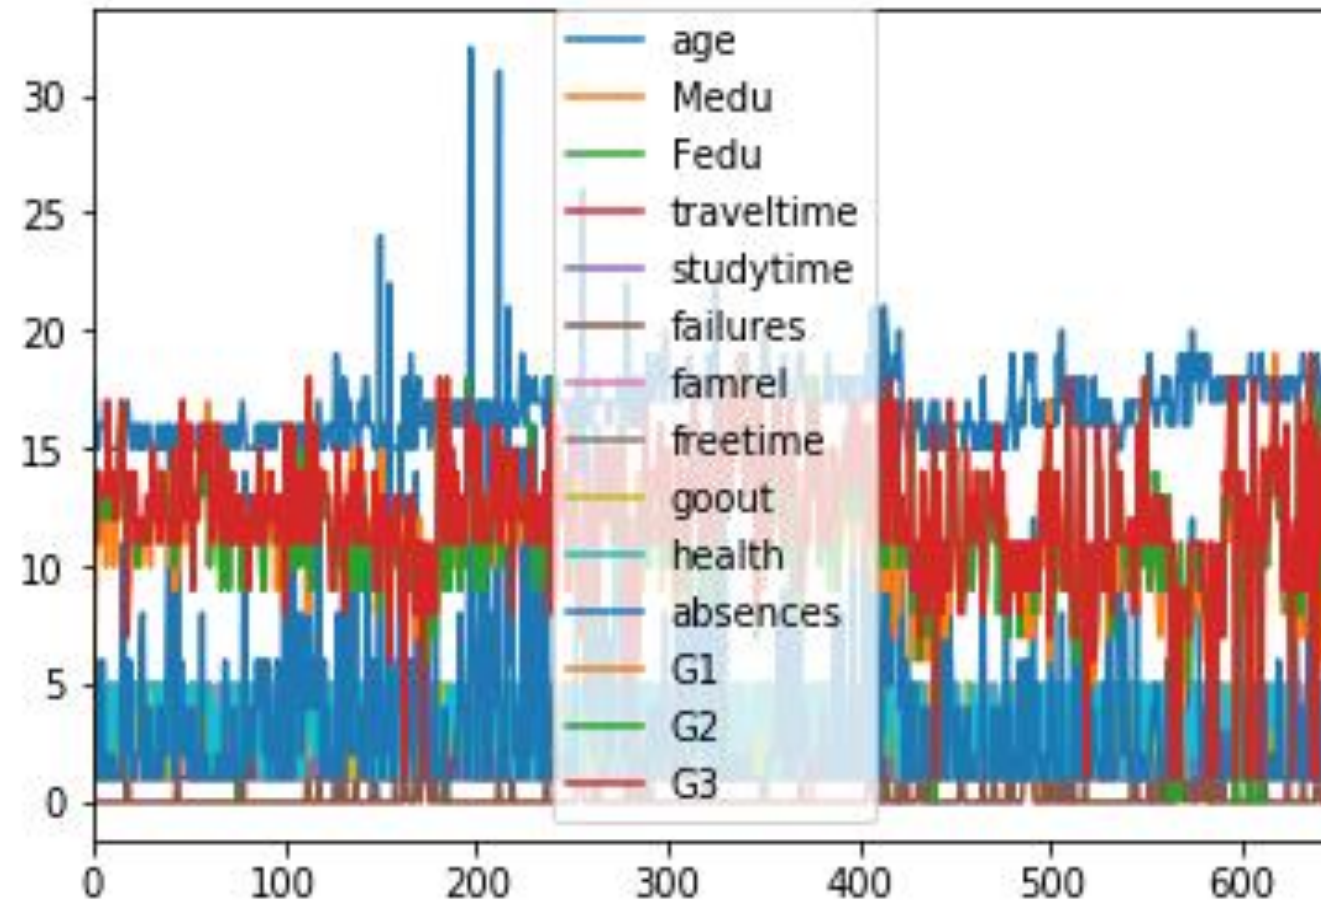 30
25
20
15
10
5
0
age
Medu
Fedu
traveltime
studytime
failures
famrel
freetime
goout
health
absences
G1
G2
G3
0 100 200 300 400 500 600